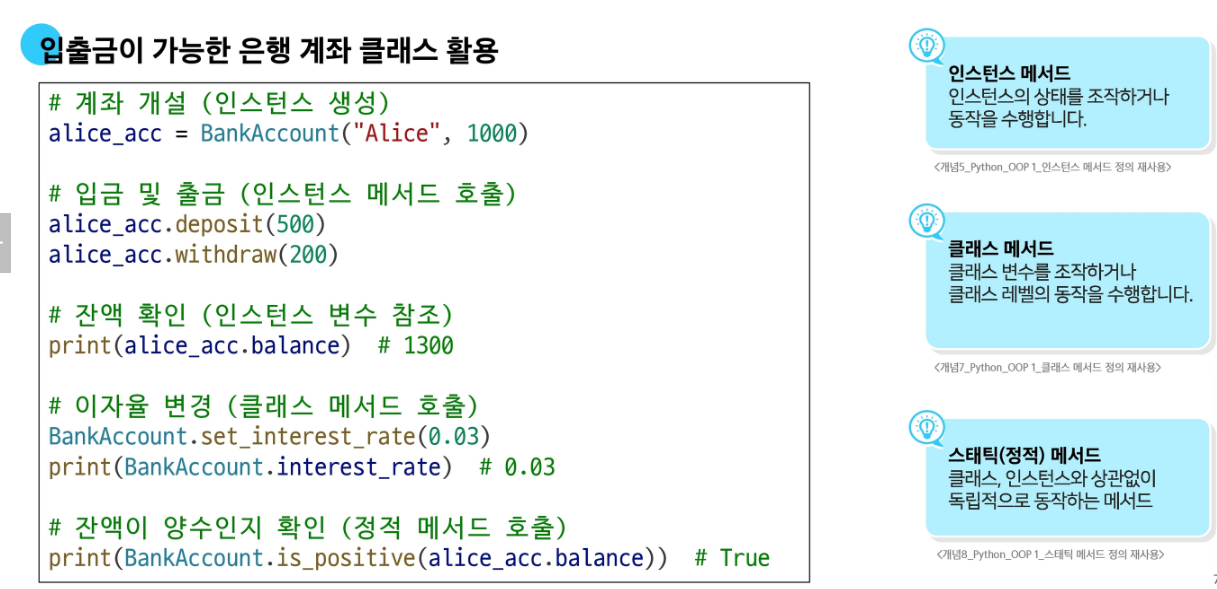 입출금이 가능한 은행 계좌 클래스 활용
# 계좌 개설 (인스턴스 생성)
alice_acc = BankAccount("Alice", 1000)
# 입금 및 출금 (인스턴스 메서드 호출)
alice_acc.deposit(500)
alice_acc.withdraw(200)
# 잔액 확인 (인스턴스 변수 참조)
print(alice_acc.balance)  # 1300
# 이자율 변경 (클래스 메서드 호출)
BankAccount.set_interest_rate(0.03)
print(BankAccount.interest_rate)  # 0.03
# 잔액이 양수인지 확인 (정적 메서드 호출)
print(BankAccount.is_positive(alice_acc.balance))  # True
인스턴스 메서드
인스턴스의 상태를 조작하거나
동작을 수행합니다.
<개념5_Python_OOP 1_인스턴스 메서드 정의 재사용>
클래스 메서드
클래스 변수를 조작하거나
클래스 레벨의 동작을 수행합니다.
<개념7_Python_OOP 1_클래스 메서드 정의 재사용>
스태틱(정적) 메서드
클래스, 인스턴스와 상관없이
독립적으로 동작하는 메서드
<개념8_Python_OOP 1_스태틱 메서드 정의 재사용>